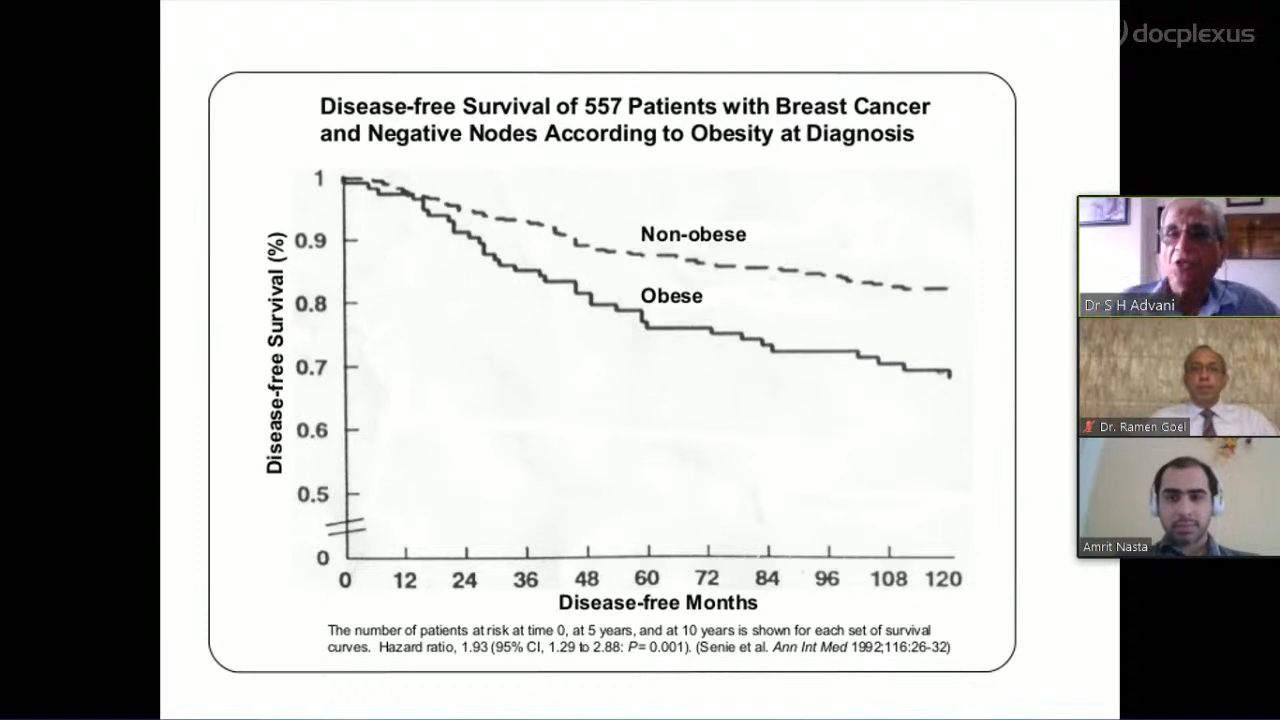 docplexus
Disease-free Survival of 557 Patients with Breast Cancer
and Negative Nodes According to Obesity at Diagnosis
Disease-free Survival (%)
1
0.9
0.8
0.7
0.6
0.5
0
Non-obese
Obese
0 12 24 36 48 60 72 84 96 108 120
Disease-free Months
The number of patients at risk at time 0, at 5 years, and at 10 years is shown for each set of survival
curves. Hazard ratio, 1.93 (95% CI, 1.29 to 2.88: P= 0.001). (Senie et al. Ann Int Med 1992;116:26-32)
Dr S H Advani
Dr. Ramen Goel
Amrit Nasta